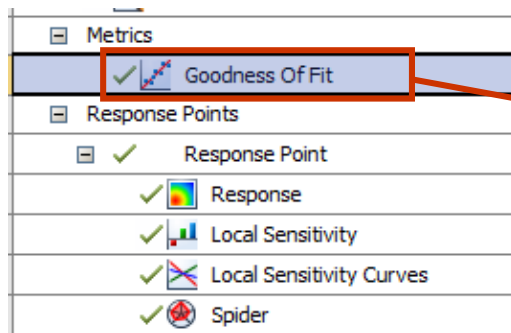 Metrics
Goodness Of Fit
Response Points
Response Point
Response
Local Sensitivity
Local Sensitivity Curves
Spider